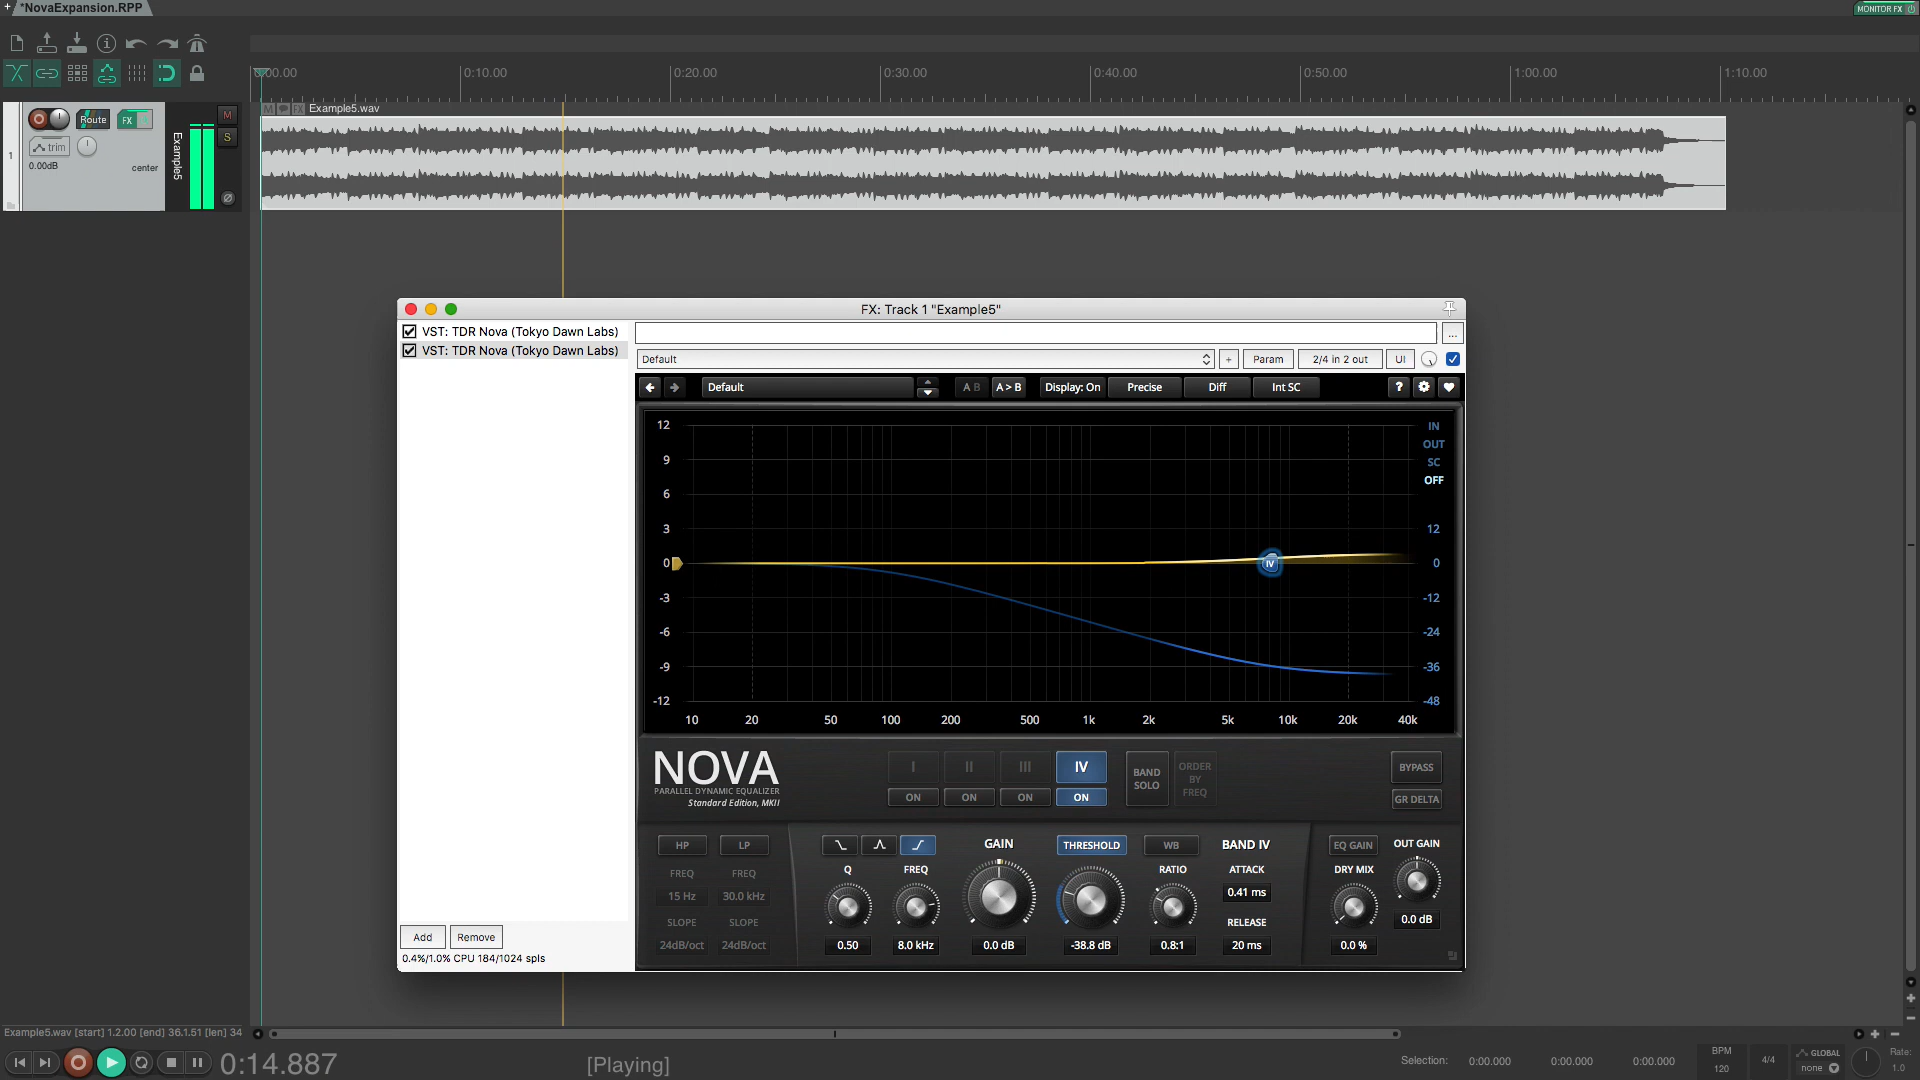 + *NovaExpansion.RPP
MONITOR FX
0:00.00 0:10.00 0:20.00 0:30.00 0:40.00 0:50.00 1:00.00 1:10.00
M FX Example5.wav
1 Route FX M
trim Example5 S
0.00dB center
FX: Track 1 "Example5"
VST: TDR Nova (Tokyo Dawn Labs)
VST: TDR Nova (Tokyo Dawn Labs)
...
Default + Param 2/4 in 2 out UI
Default A B A > B Display: On Precise Diff Int SC ?
12 IN
OUT
9 SC
6 OFF
3 12
0 IV 0
-3 -12
-6 -24
-9 -36
-12 -48
10 20 50 100 200 500 1k 2k 5k 10k 20k 40k
NOVA
PARALLEL DYNAMIC EQUALIZER
Standard Edition, MKII
I II III IV
ON ON ON ON
BAND SOLO
ORDER BY FREQ
BYPASS
GR DELTA
HP LP
FREQ FREQ
15 Hz 30.0 kHz
SLOPE SLOPE
24dB/oct 24dB/oct
GAIN THRESHOLD WB BAND IV EQ GAIN OUT GAIN
Q FREQ RATIO ATTACK DRY MIX
0.41 ms
RELEASE 0.0 dB
0.50 8.0 kHz 0.0 dB -38.8 dB 0.8:1 20 ms 0.0 %
Add Remove
0.4%/1.0% CPU 184/1024 spls
Example5.wav [start] 1.2.00 [end] 36.1.51 [len] 34
0:14.887 [Playing]
Selection: 0:00.000 0:00.000 0:00.000
BPM
120
4/4
GLOBAL
none
Rate:
1.0